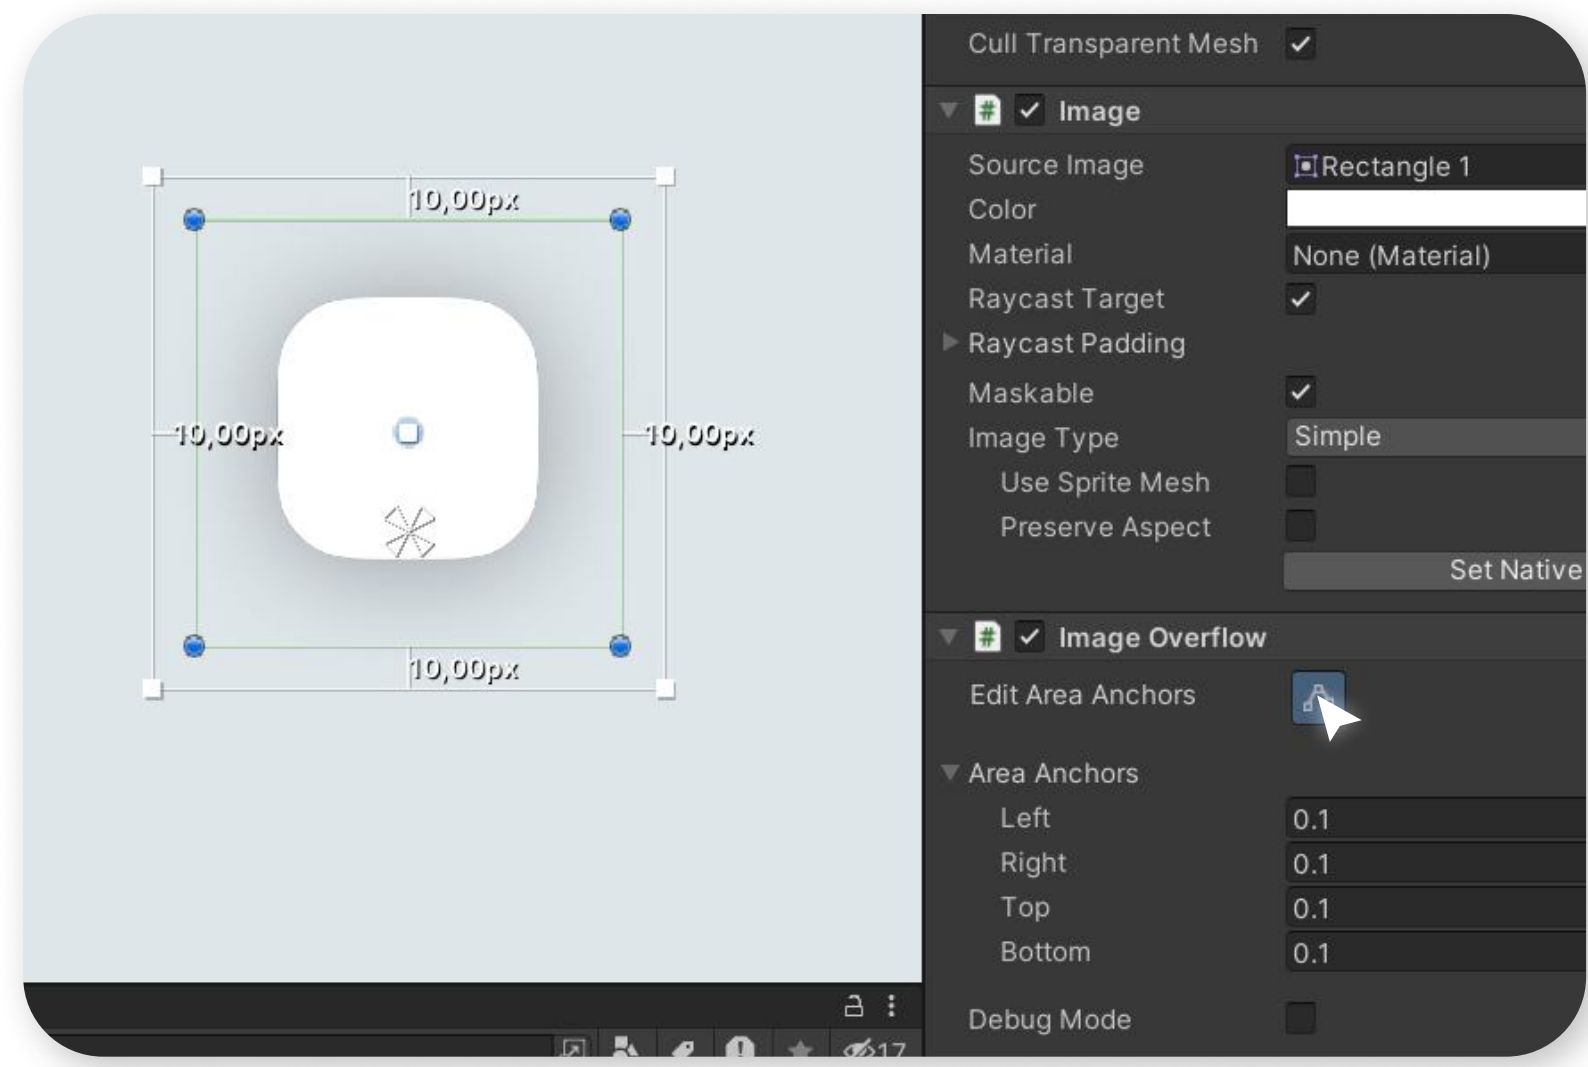 Cull Transparent Mesh
# Image
Source Image Rectangle 1
Color
Material None (Material)
Raycast Target
Raycast Padding
Maskable
Image Type Simple
Use Sprite Mesh
Preserve Aspect
Set Native
# Image Overflow
Edit Area Anchors
Area Anchors
Left 0.1
Right 0.1
Top 0.1
Bottom 0.1
Debug Mode
10,00px
10,00px
10,00px
10,00px
17